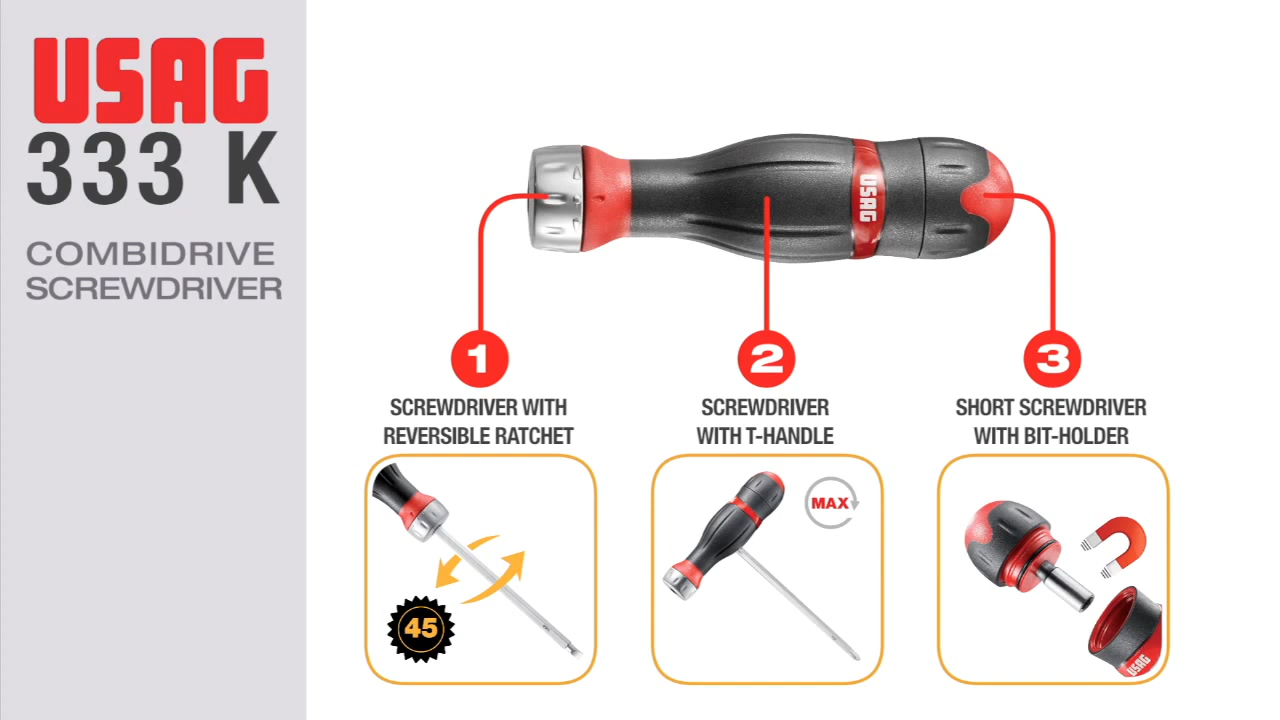 USAG
333 K
COMBIDRIVE
SCREWDRIVER
USAG
1
2
3
SCREWDRIVER WITH
REVERSIBLE RATCHET
SCREWDRIVER
WITH T-HANDLE
SHORT SCREWDRIVER
WITH BIT-HOLDER
45
MAX
USAG